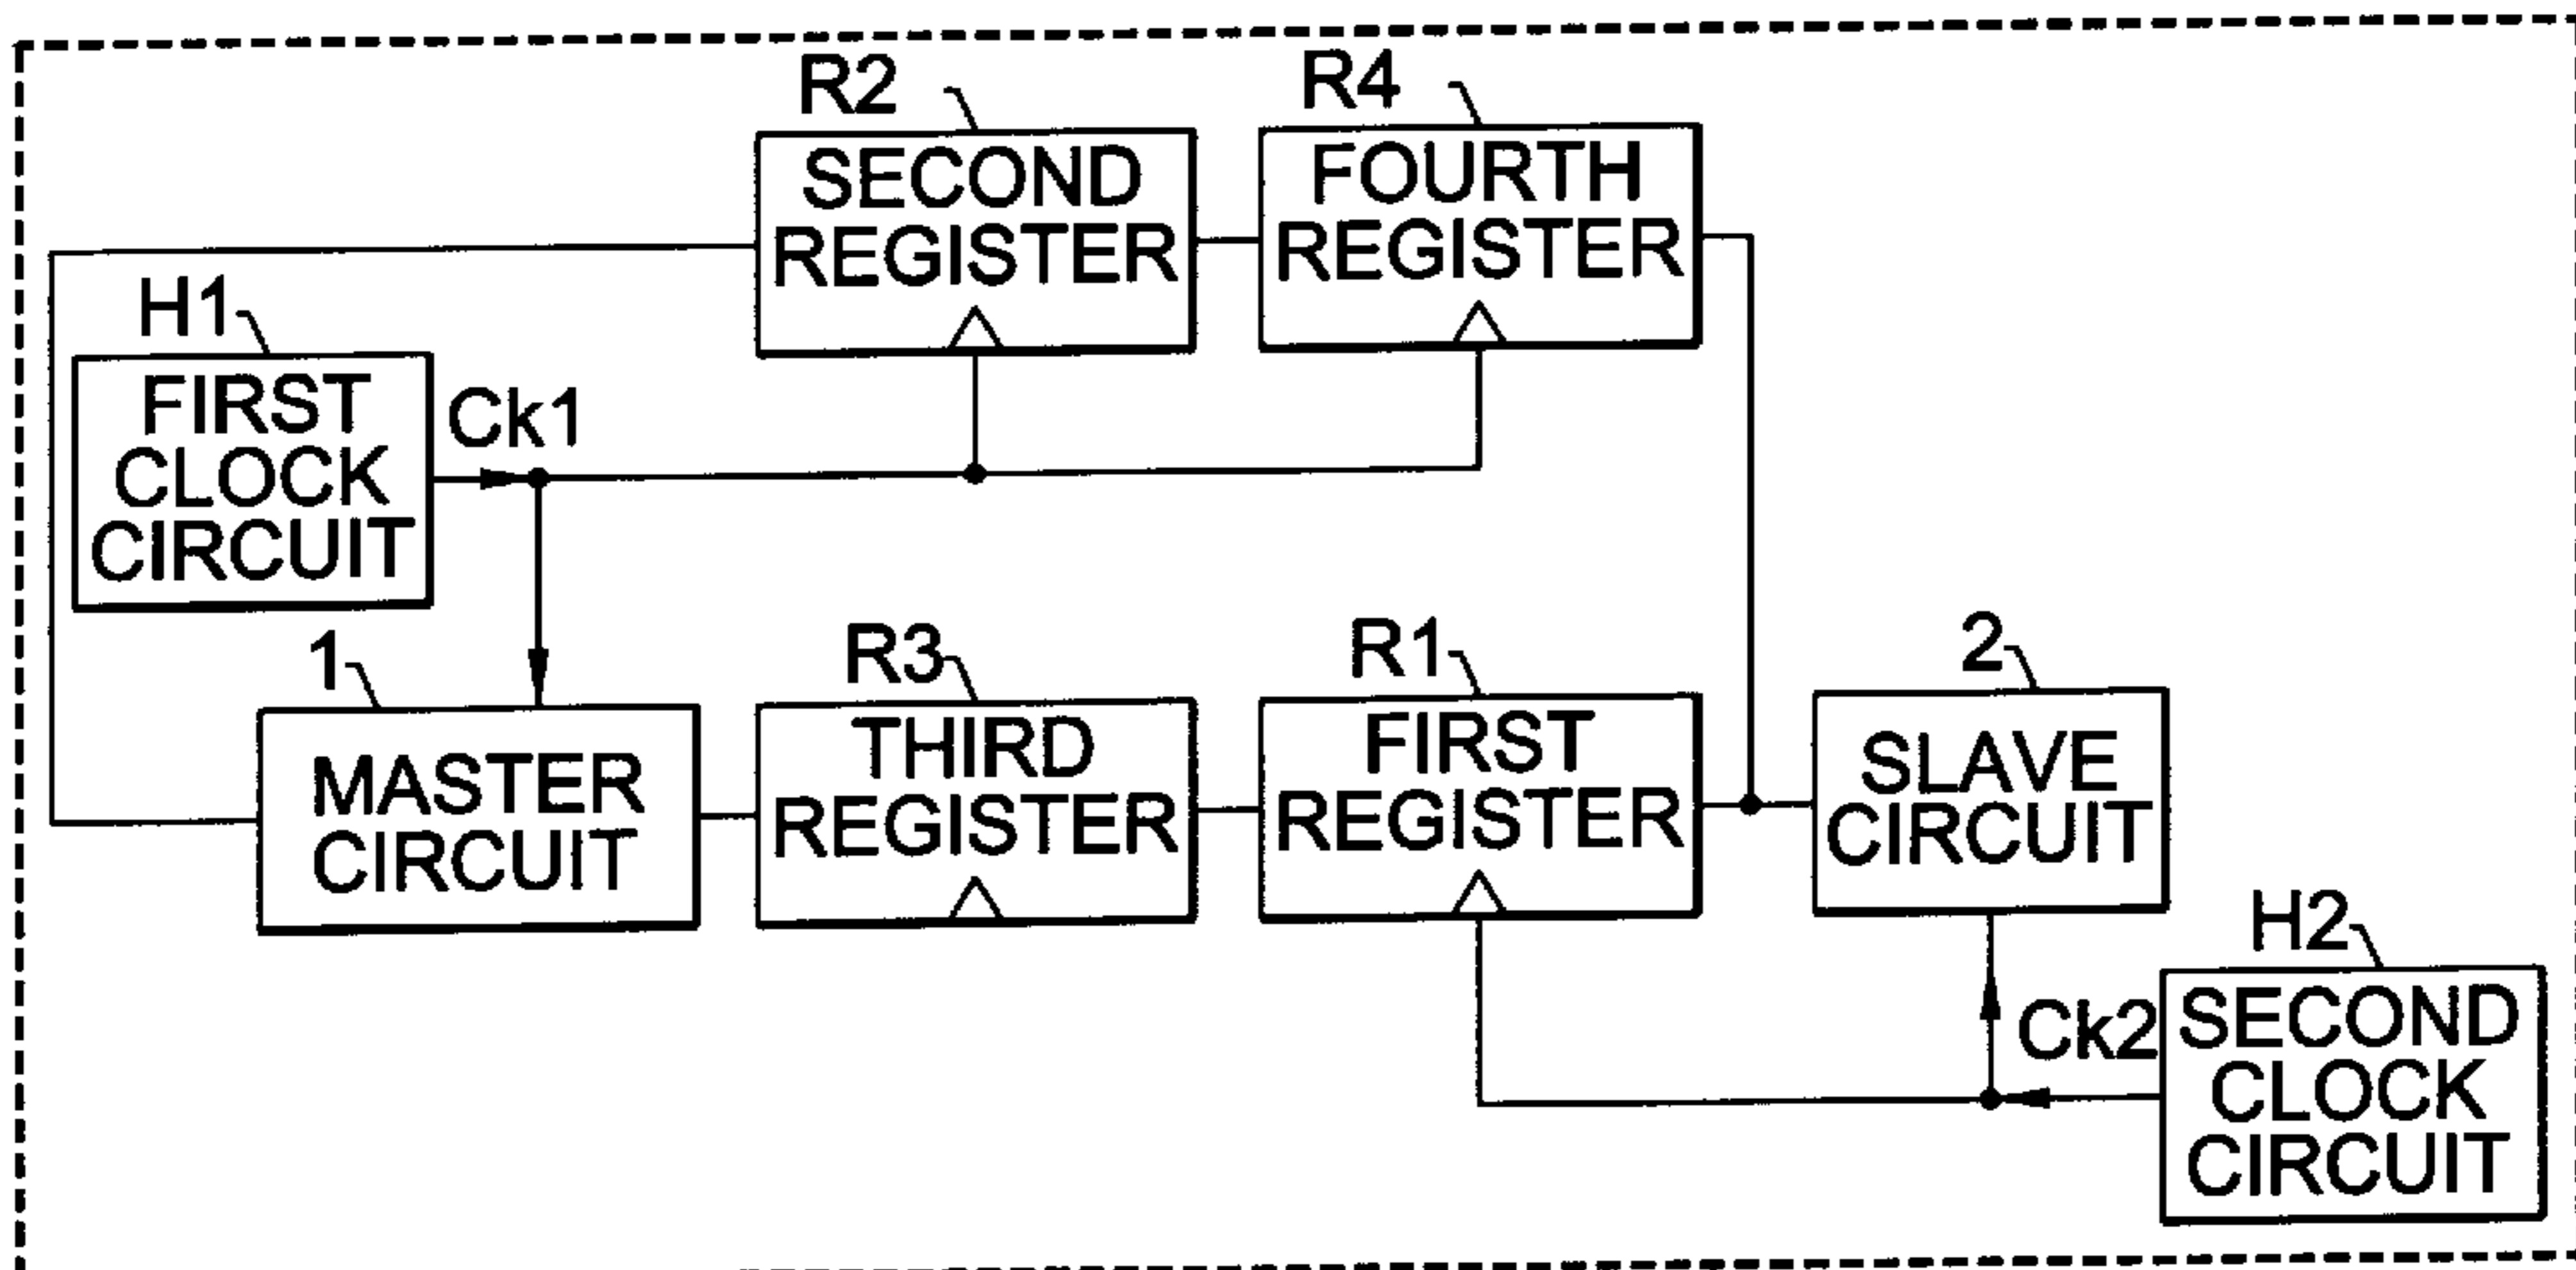 R2
R4
SECOND
REGISTER
FOURTH
REGISTER
H1
FIRST
CLOCK
CIRCUIT
Ck1
1
MASTER
CIRCUIT
R3
THIRD
REGISTER
R1
FIRST
REGISTER
2
SLAVE
CIRCUIT
H2
Ck2
SECOND
CLOCK
CIRCUIT